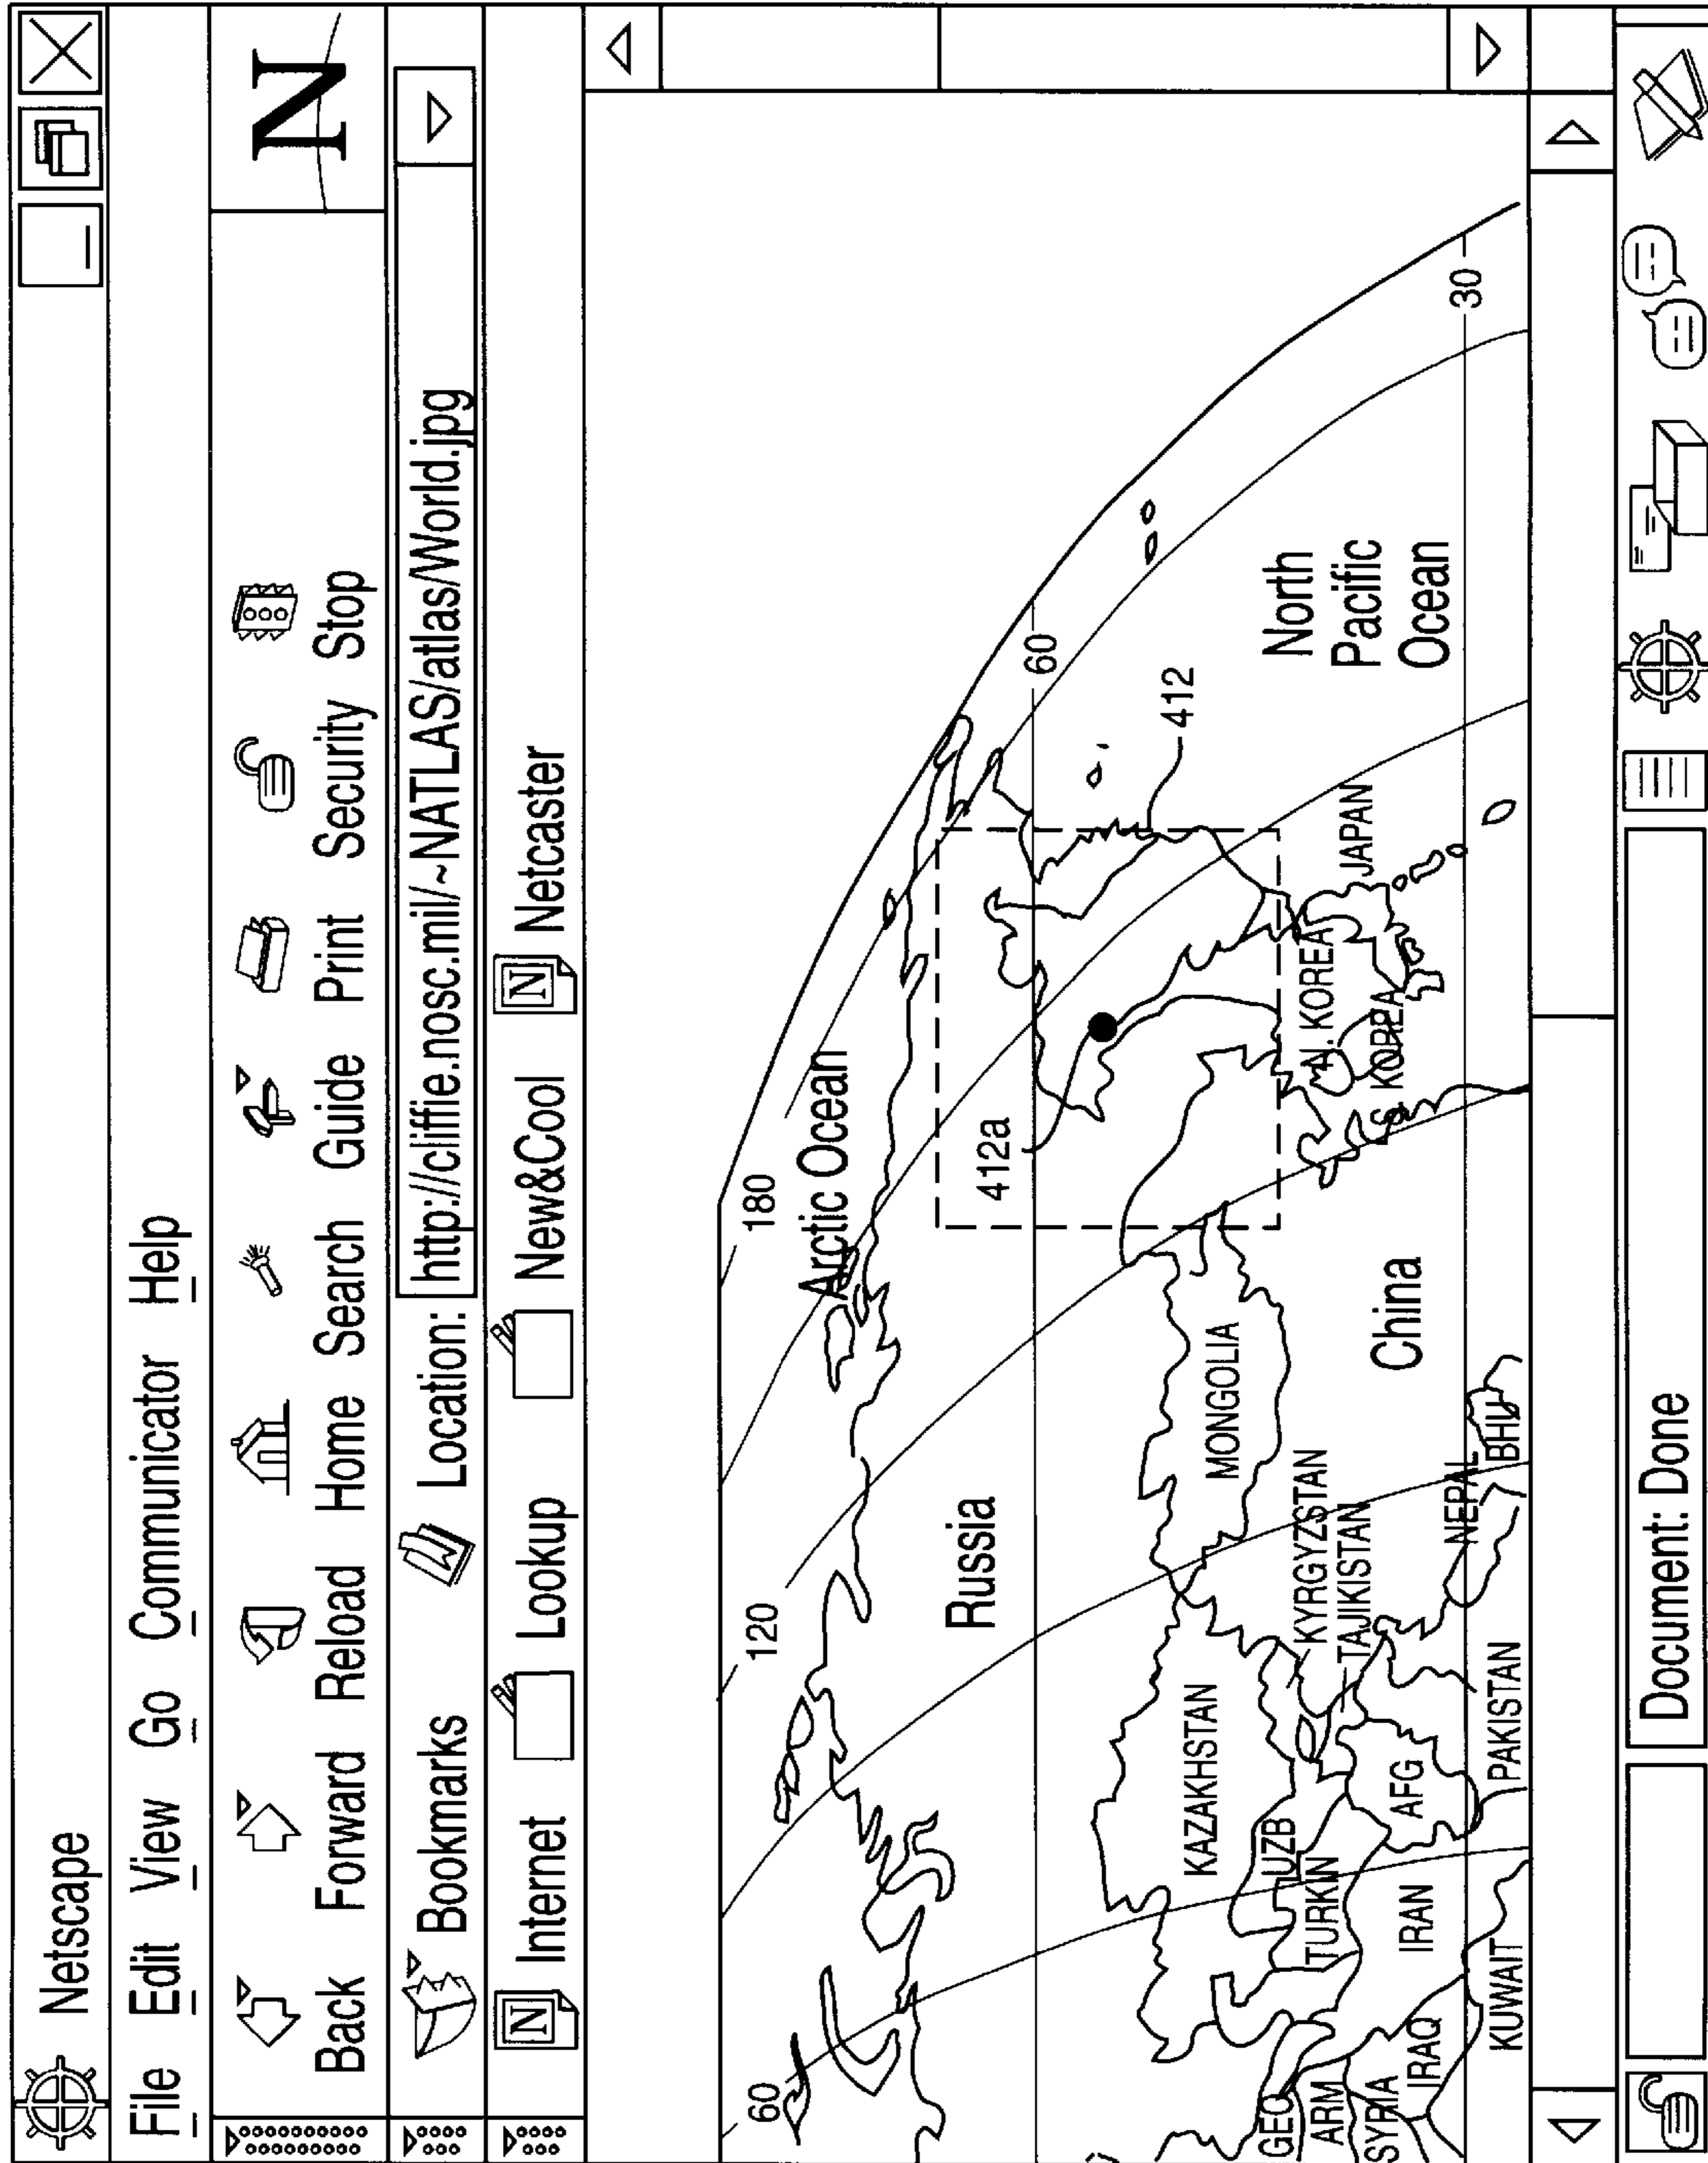 Netscape
File Edit View Go Communicator Help
Back Forward Reload Home Search Guide Print Security Stop
N
Bookmarks Location: http://cliffie.nosc.mil/~NATLAS/atlas/World.jpg
N Internet Lookup New&Cool N Netcaster
60 120 180
Arctic Ocean
Russia
412a
60
412
KAZAKHSTAN
MONGOLIA
North
Pacific
Ocean
GEO
UZB
KYRGYZSTAN
N. KOREA
JAPAN
ARM
TURKIN
TAJIKISTAN
SYRIA
S. KOREA
IRAQ
IRAN
AFG
China
NEPAL
30
KUWAIT
PAKISTAN
BHU
Document: Done